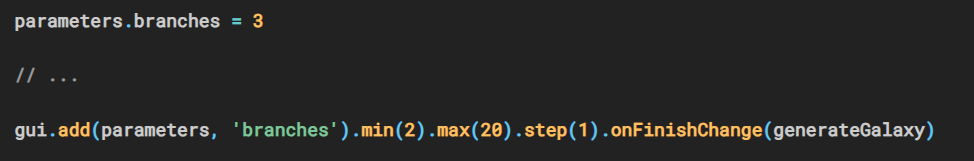 parameters.branches = 3
// ...
gui.add(parameters, 'branches').min(2).max(20).step(1).onFinishChange(generateGalaxy)